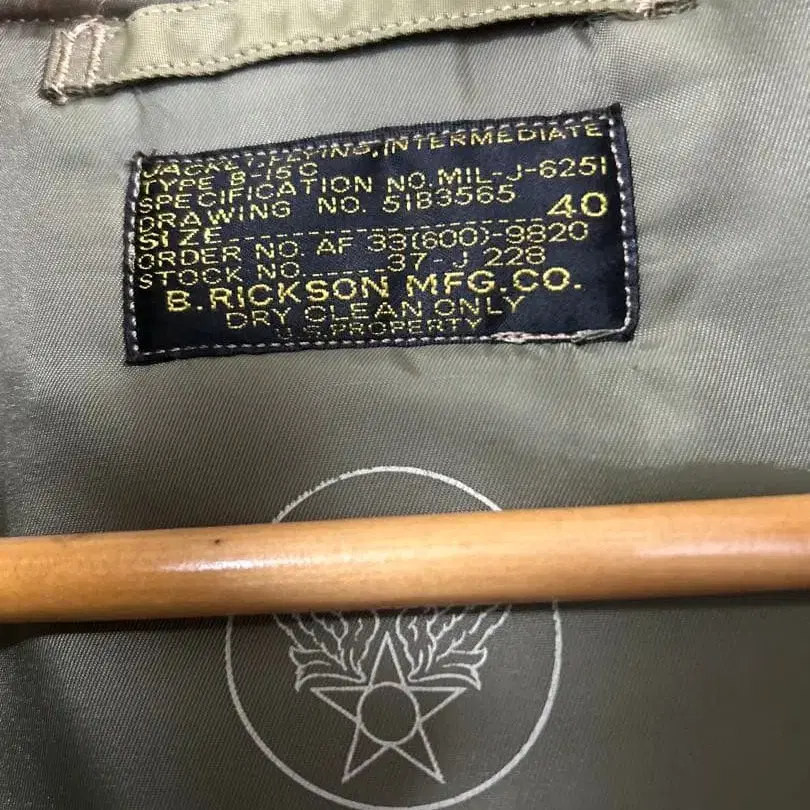 JACKET, FLYING, INTERMEDIATE
TYPE B-15C
SPECIFICATION NO. MIL-J-6251
DRAWING NO. 51B3565
SIZE 40
ORDER NO. AF 33(600)-9820
STOCK NO. 37-J 228
B. RICKSON MFG. CO.
DRY CLEAN ONLY
U.S. PROPERTY